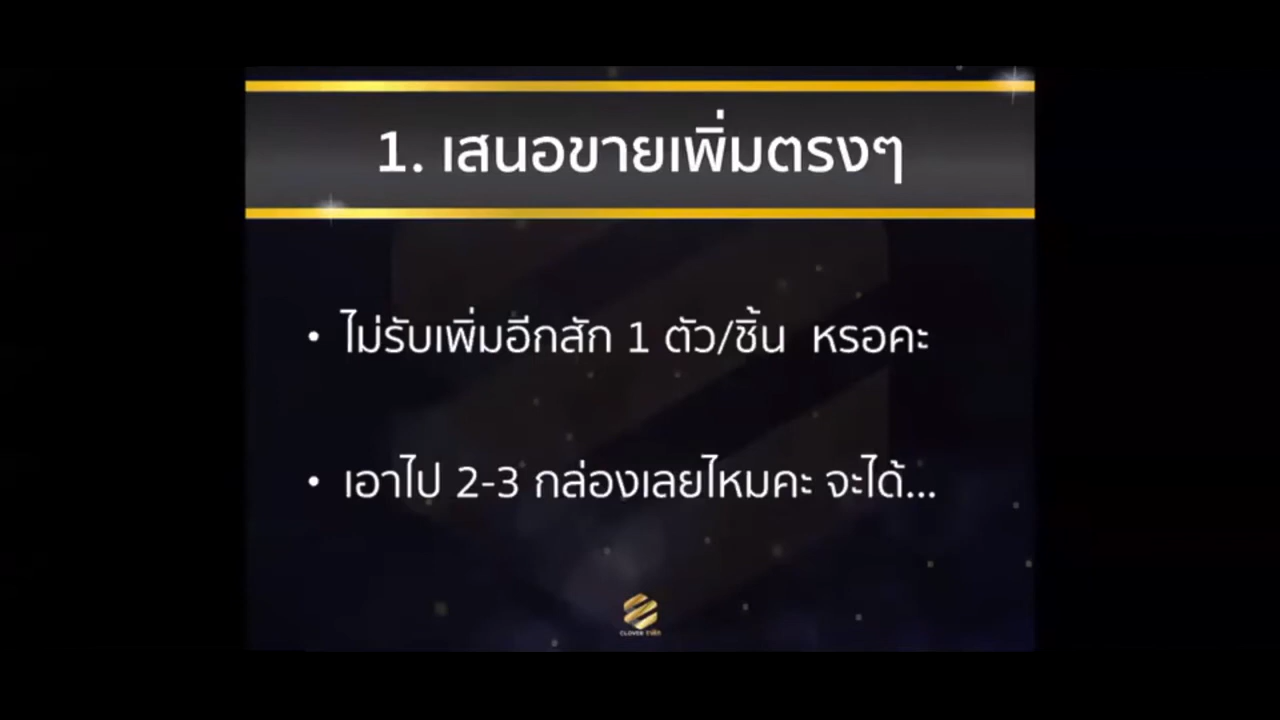 1. เสนอขายเพิ่มตรงๆ
• ไม่รับเพิ่มอีกสัก 1 ตัว/ชิ้น หรอคะ
• เอาไป 2-3 กล่องเลยไหมคะ จะได้...
CLOVER